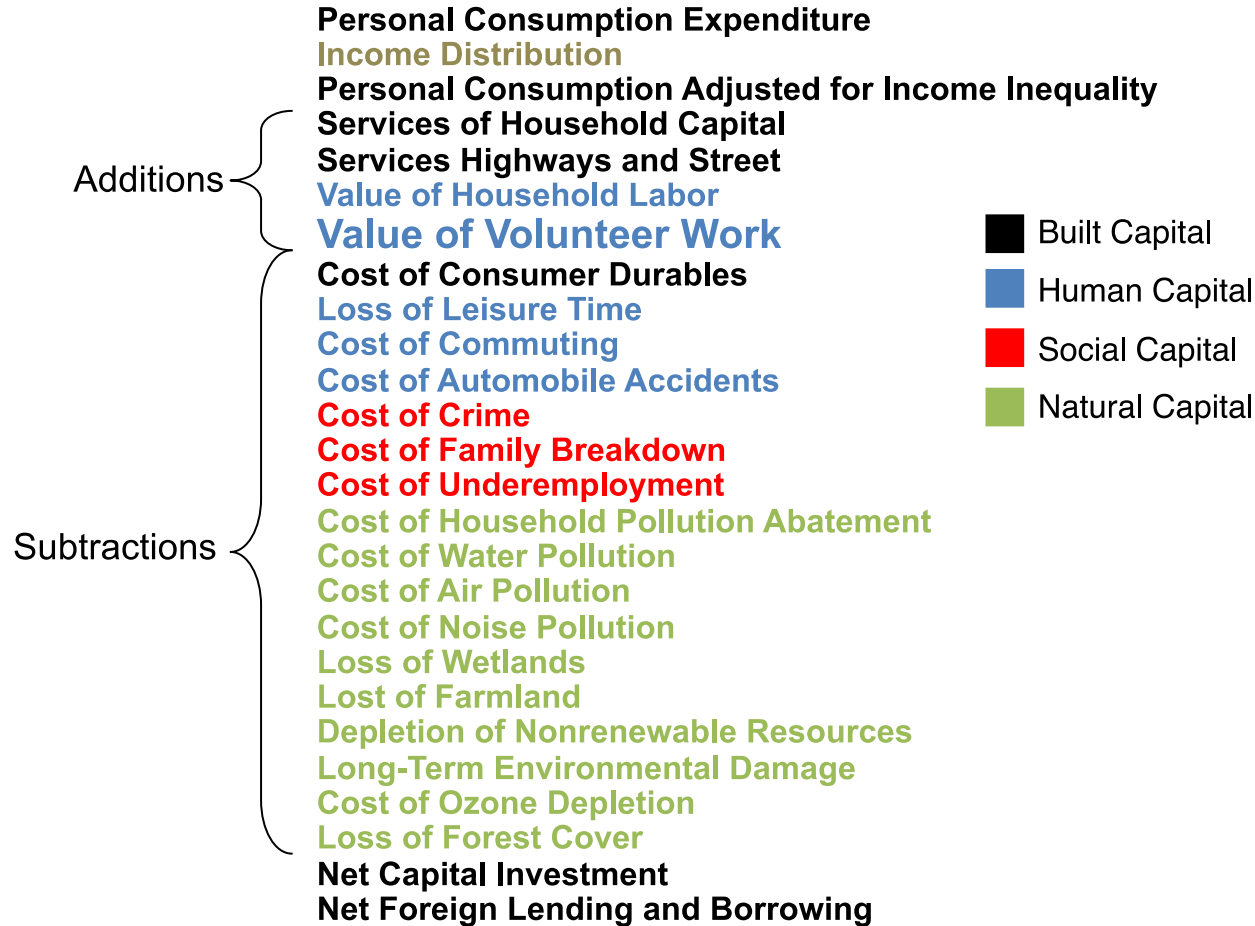 Personal Consumption Expenditure
Income Distribution
Personal Consumption Adjusted for Income Inequality
Additions
Services of Household Capital
Services Highways and Street
Value of Household Labor
Value of Volunteer Work
Subtractions
Cost of Consumer Durables
Loss of Leisure Time
Cost of Commuting
Cost of Automobile Accidents
Cost of Crime
Cost of Family Breakdown
Cost of Underemployment
Cost of Household Pollution Abatement
Cost of Water Pollution
Cost of Air Pollution
Cost of Noise Pollution
Loss of Wetlands
Lost of Farmland
Depletion of Nonrenewable Resources
Long-Term Environmental Damage
Cost of Ozone Depletion
Loss of Forest Cover
Net Capital Investment
Net Foreign Lending and Borrowing
Built Capital
Human Capital
Social Capital
Natural Capital